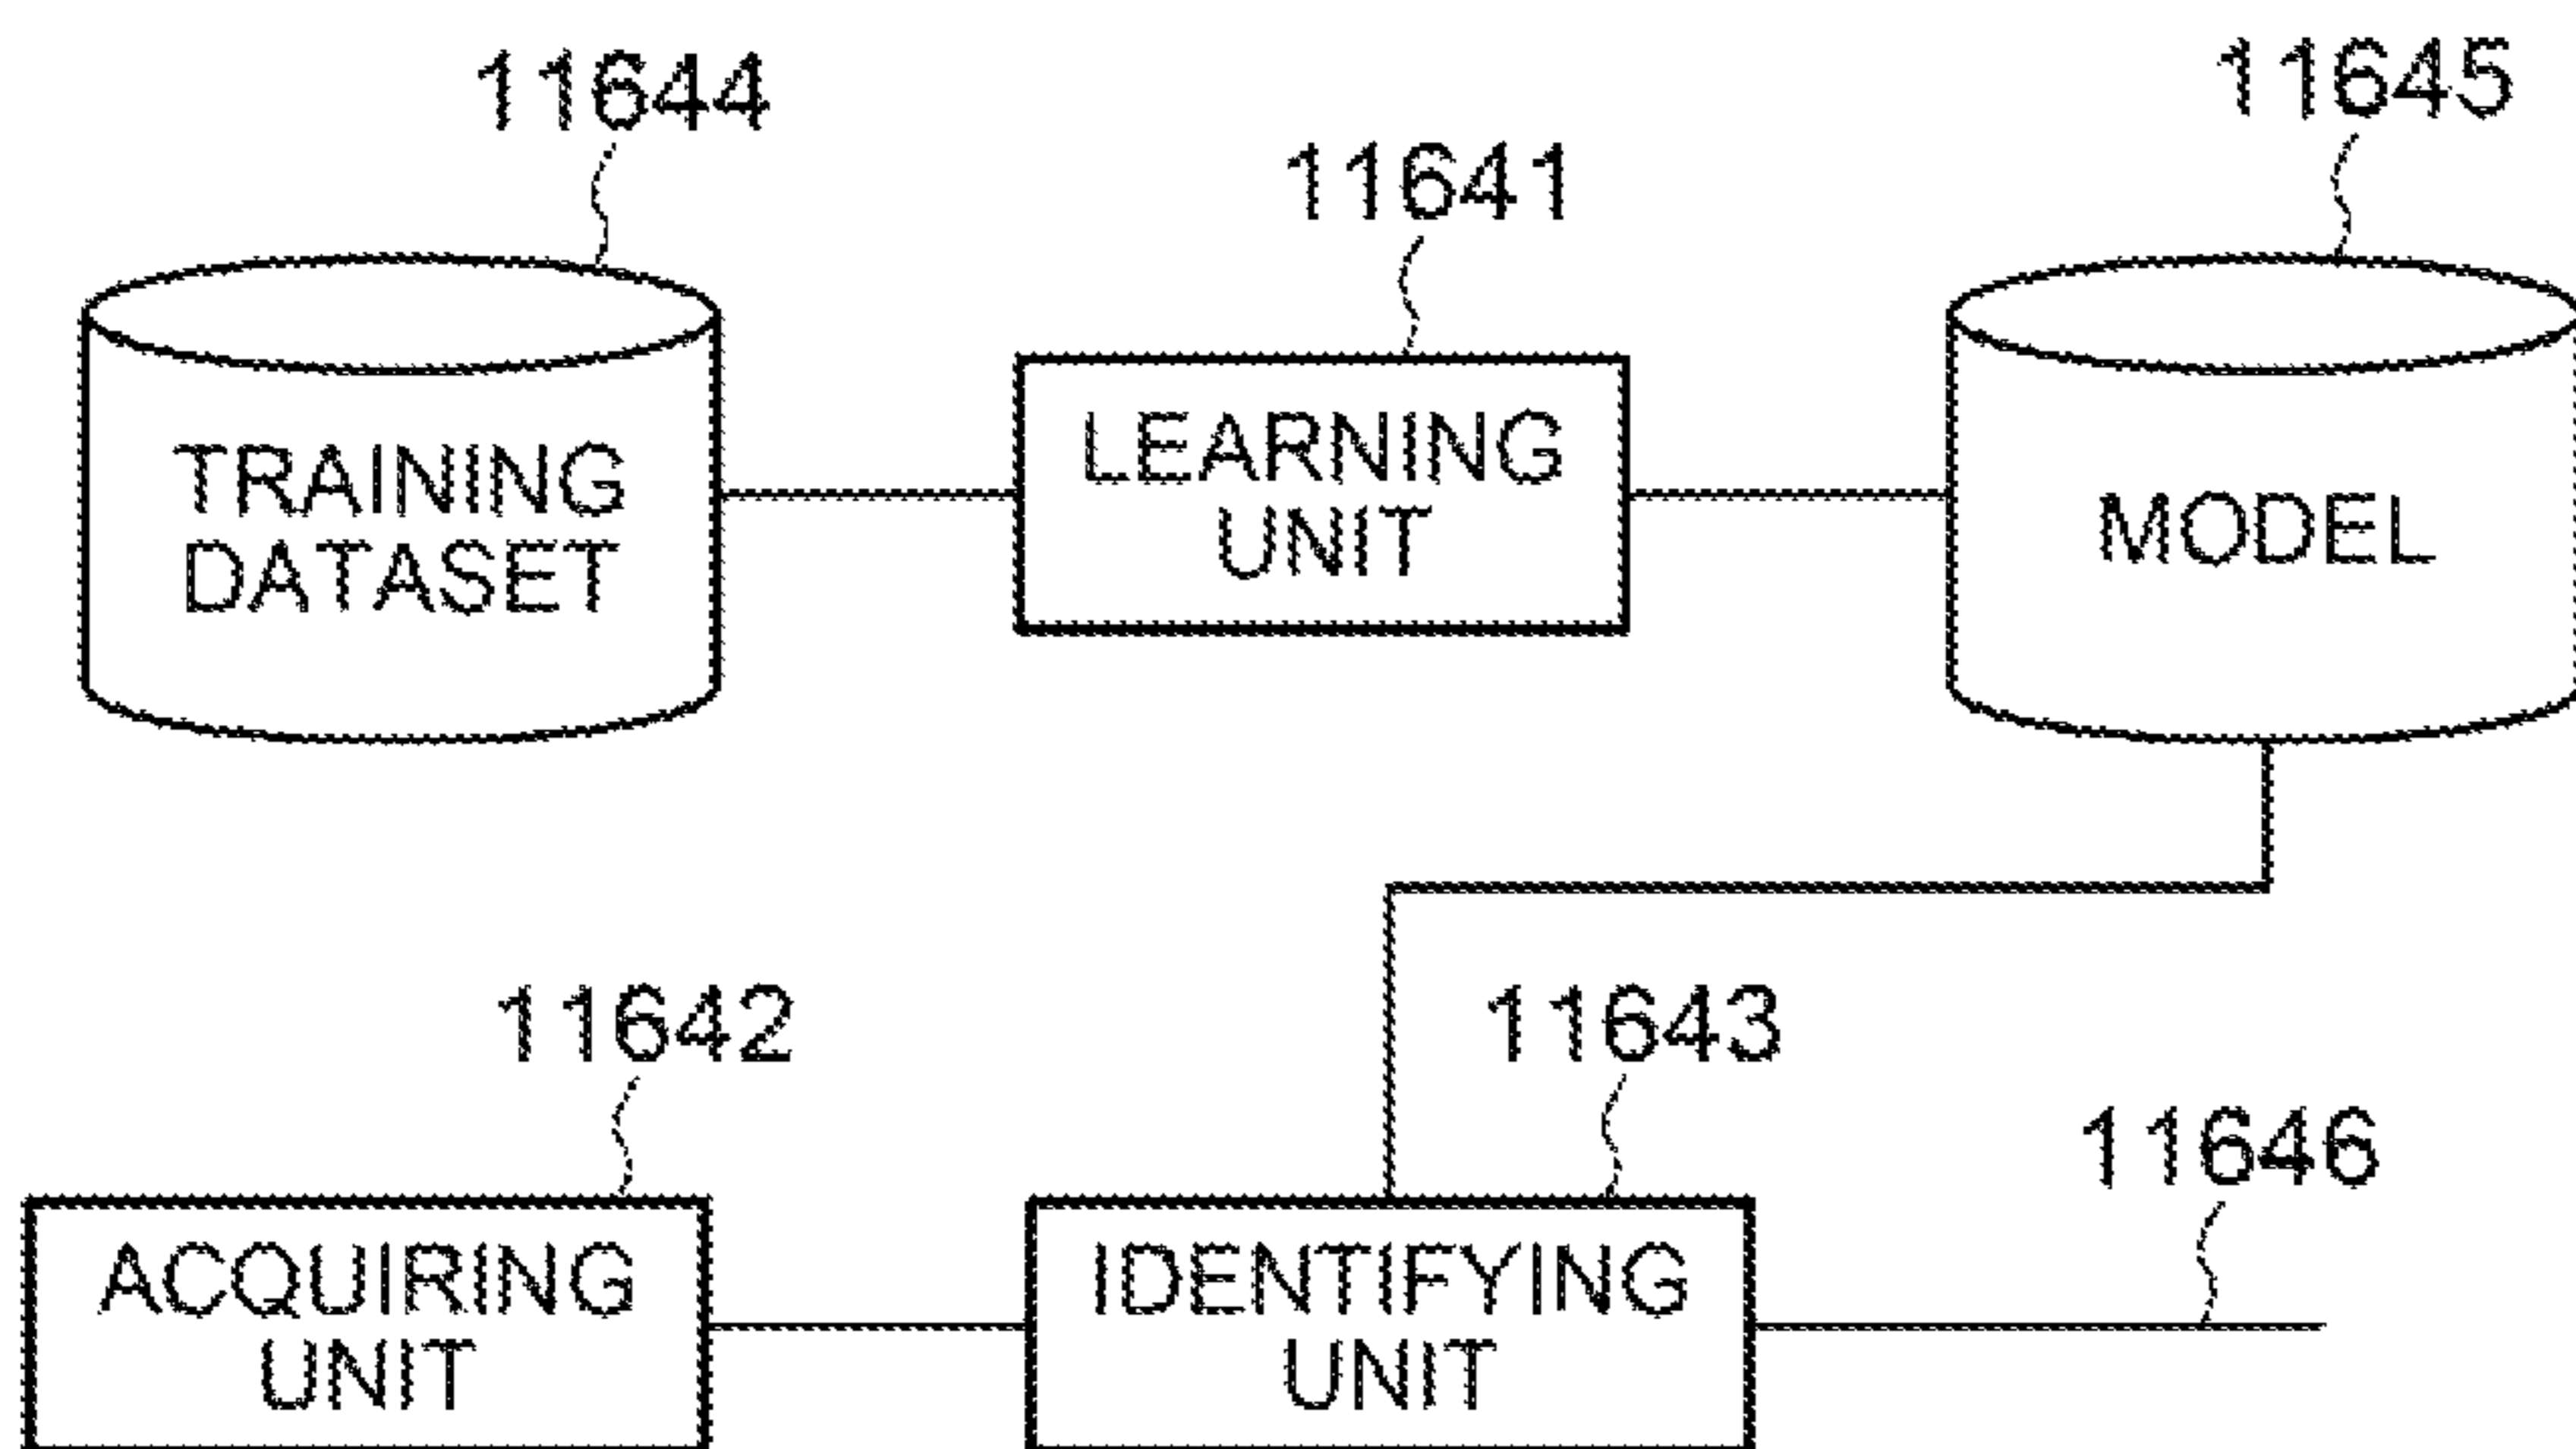 11644
11641
11645
TRAINING
DATASET
LEARNING
UNIT
MODEL
11642
11643
11646
ACQUIRING
UNIT
IDENTIFYING
UNIT